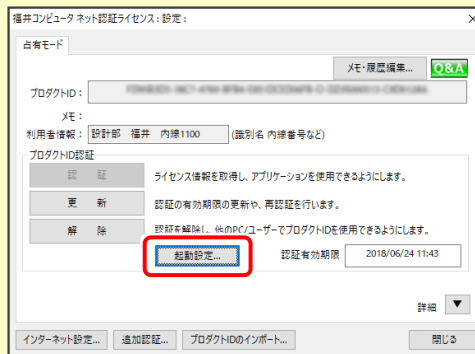 福井コンピュータ ネット認証ライセンス：設定：
占有モード
メモ・履歴編集...
Q&A
プロダクトID：
メモ：
利用者情報： 設計部 福井 内線1100 (識別名 内線番号など)
プロダクトID認証
認 証 ライセンス情報を取得し、アプリケーションを使用できるようにします。
更 新 認証の有効期限の更新や、再認証を行います。
解 除 認証を解除し、他のPC/ユーザーでプロダクトIDを使用できるようにします。
起動設定... 認証有効期限 2018/06/24 11:43
詳細 ▼
インターネット設定... 追加認証... プロダクトIDのインポート... 閉じる